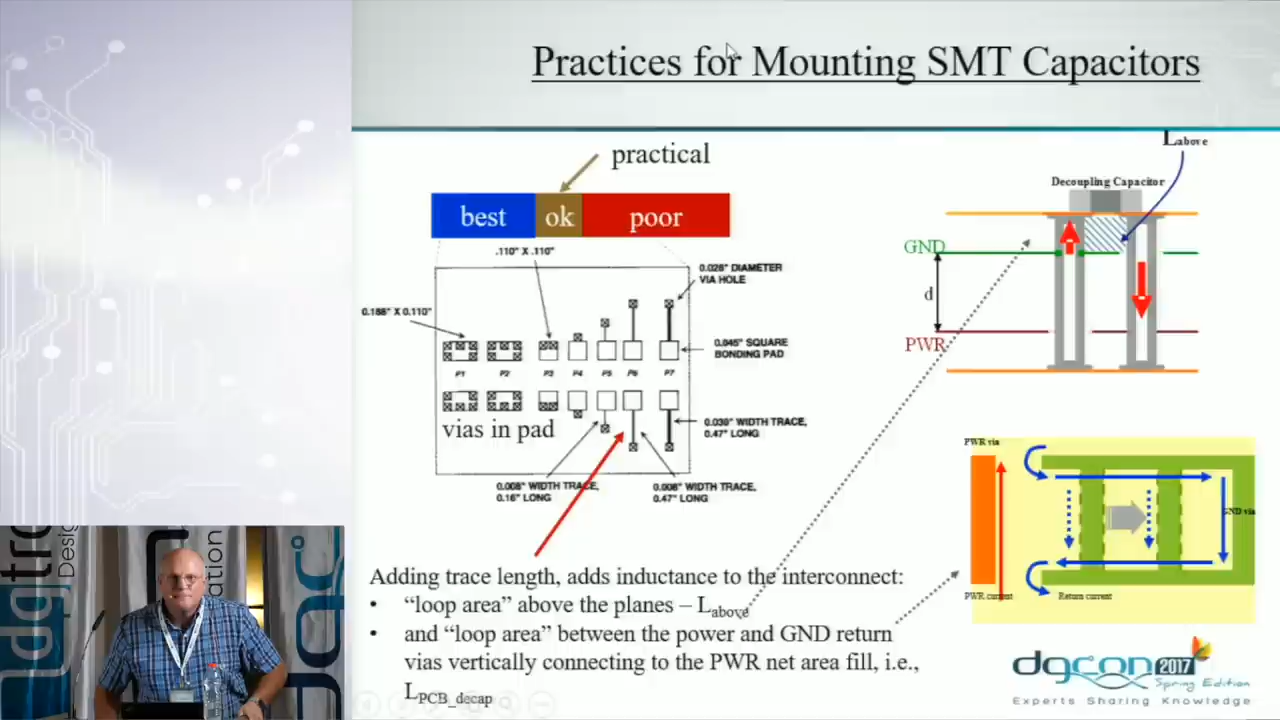 Practices for Mounting SMT Capacitors
practical
best
ok
poor
.110" X .110"
0.188" X 0.110"
0.028" DIAMETER
VIA HOLE
0.045" SQUARE
BONDING PAD
P1 P2 P3 P4 P5 P6 P7
vias in pad
0.030" WIDTH TRACE,
0.47" LONG
0.008" WIDTH TRACE,
0.16" LONG
0.008" WIDTH TRACE,
0.47" LONG
Labove
Decoupling Capacitor
GND
d
PWR
PWR via
GND via
PWR current
Return current
Adding trace length, adds inductance to the interconnect:
• “loop area” above the planes – Labove
• and “loop area” between the power and GND return
vias vertically connecting to the PWR net area fill, i.e.,
LPCB_decap
dgcon 2017
Spring Edition
Experts Sharing Knowledge